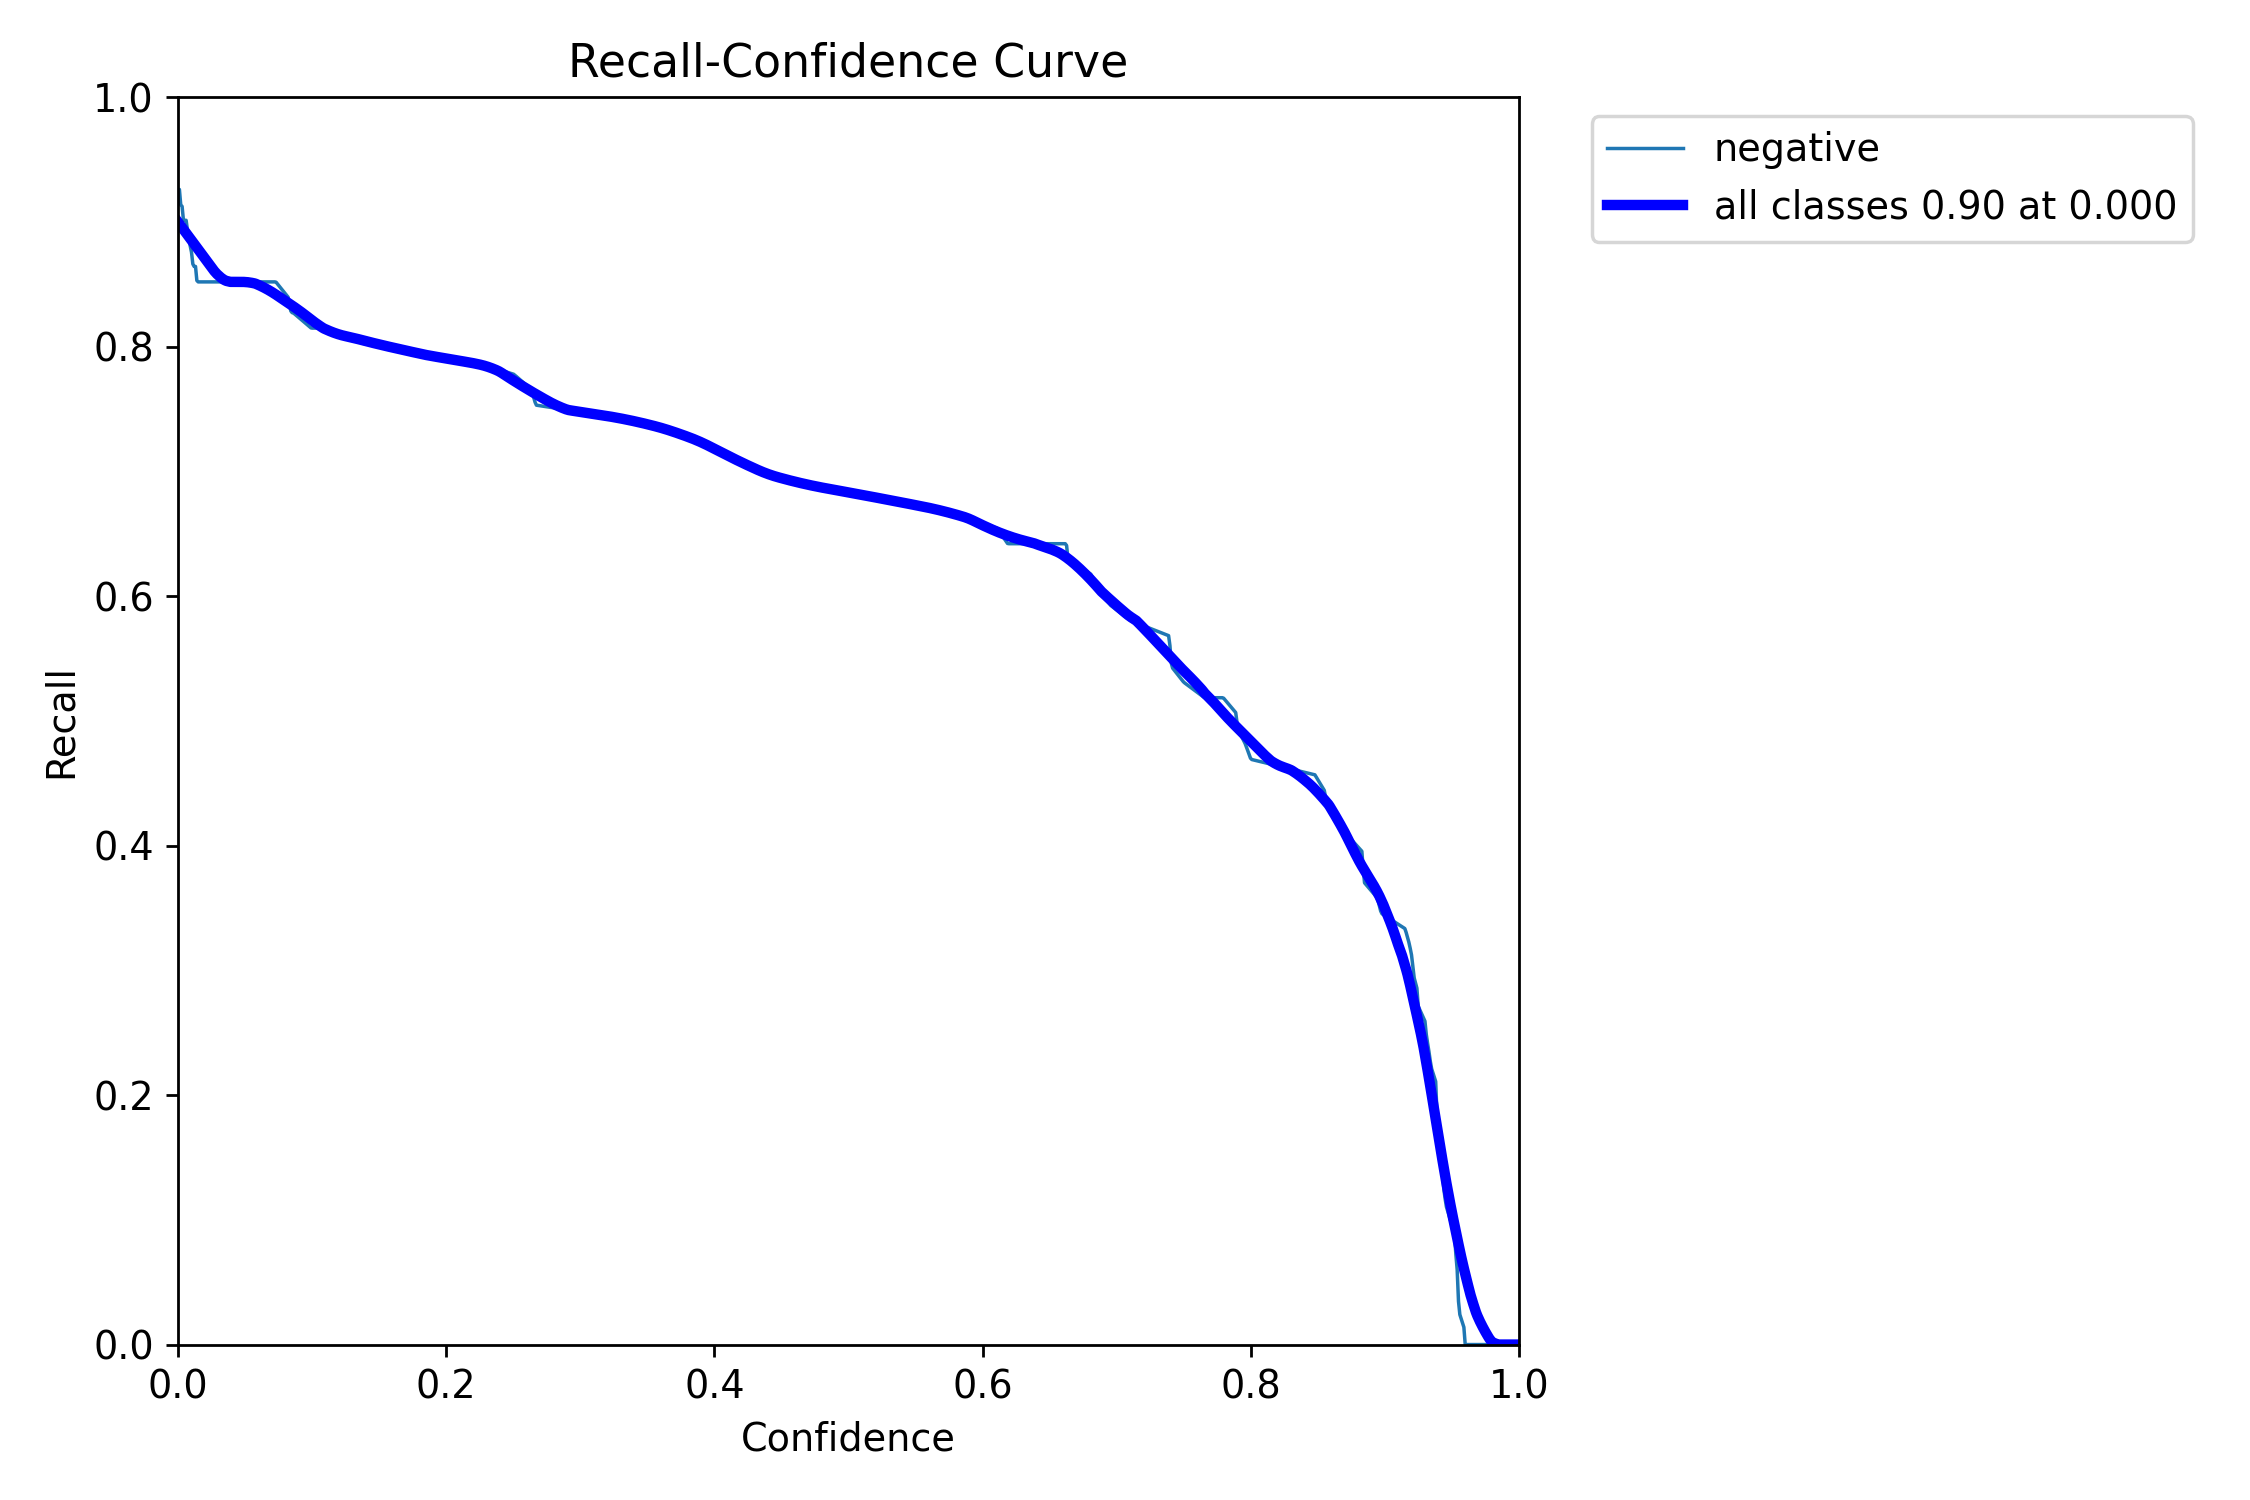 Recall-Confidence Curve
negative
all classes 0.90 at 0.000
1.0
0.8
0.6
0.4
0.2
0.0
Recall
0.0 0.2 0.4 0.6 0.8 1.0
Confidence